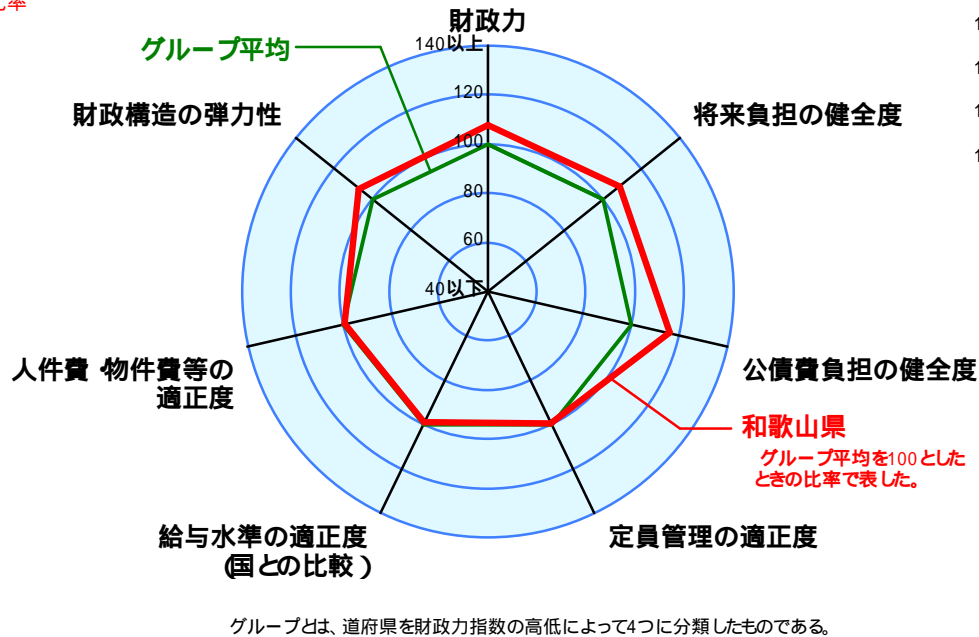 比率
財政力
140以上
グループ平均
120
財政構造の弾力性
将来負担の健全度
100
80
60
40以下
人件費・物件費等の
適正度
公債費負担の健全度
和歌山県
グループ平均を100とした
ときの比率で表した。
給与水準の適正度
(国との比較)
定員管理の適正度
グループとは、道府県を財政力指数の高低によって4つに分類したものである。